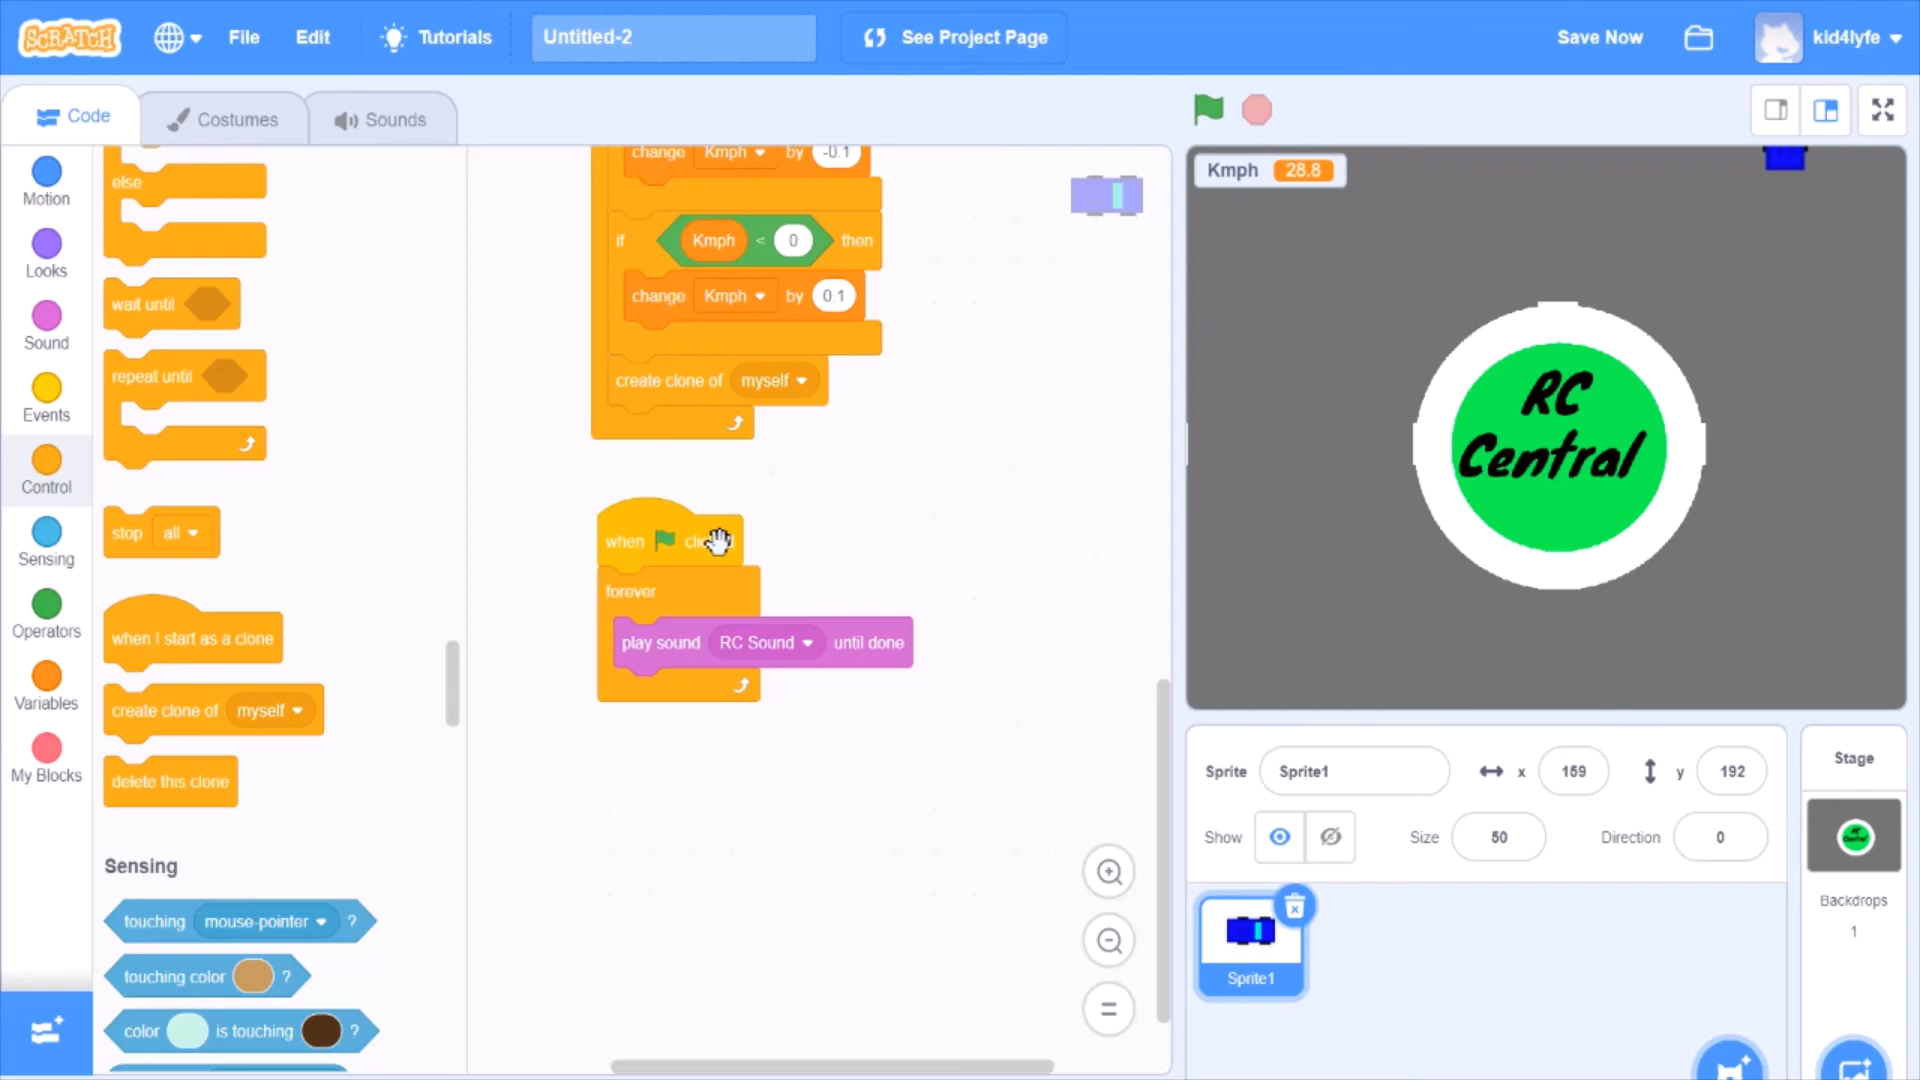 SCRATCH File Edit Tutorials Untitled-2 See Project Page Save Now kid4lyfe
Code Costumes Sounds
Motion
Looks
Sound
Events
Control
Sensing
Operators
Variables
My Blocks
else
wait until
repeat until
stop all
when I start as a clone
create clone of myself
delete this clone
Sensing
touching mouse-pointer ?
touching color ?
color is touching ?
change Kmph by -0.1
if Kmph < 0 then
change Kmph by 0.1
create clone of myself
when
forever
play sound RC Sound until done
=
Kmph 28.8
RC
Central
Sprite Sprite1 x 159 y 192
Show Size 50 Direction 0
Sprite1
Stage
RC
Central
Backdrops
1